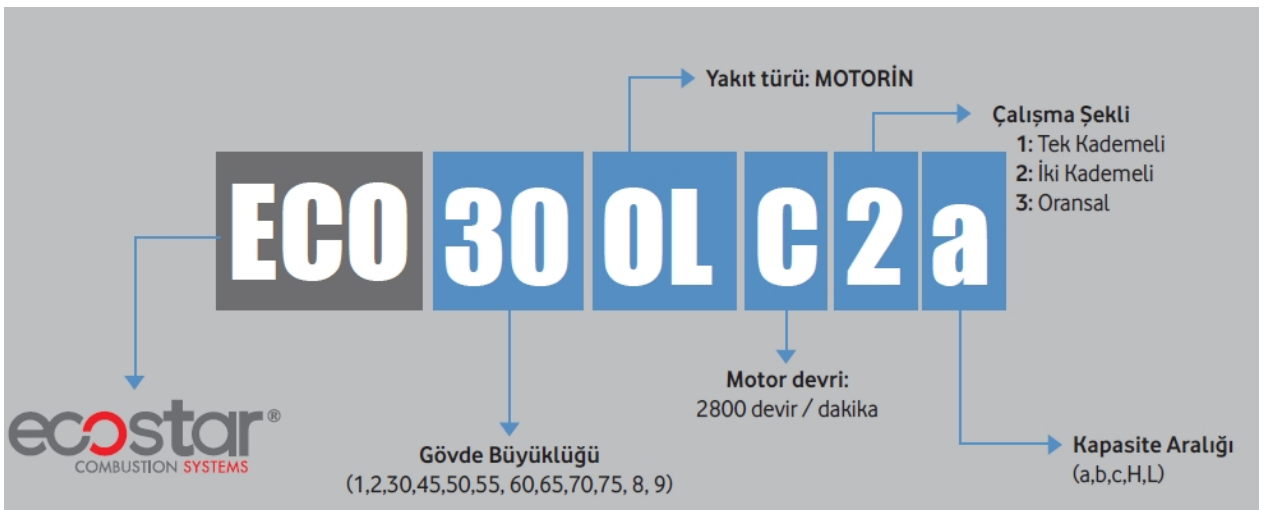 Yakıt türü: MOTORİN
Çalışma Şekli
1: Tek Kademeli
2: İki Kademeli
3: Oransal
ECO 30 OL C 2 a
Motor devri:
2800 devir / dakika
ecostar®
COMBUSTION SYSTEMS
Gövde Büyüklüğü
(1,2,30,45,50,55, 60,65,70,75, 8, 9)
Kapasite Aralığı
(a,b,c,H,L)